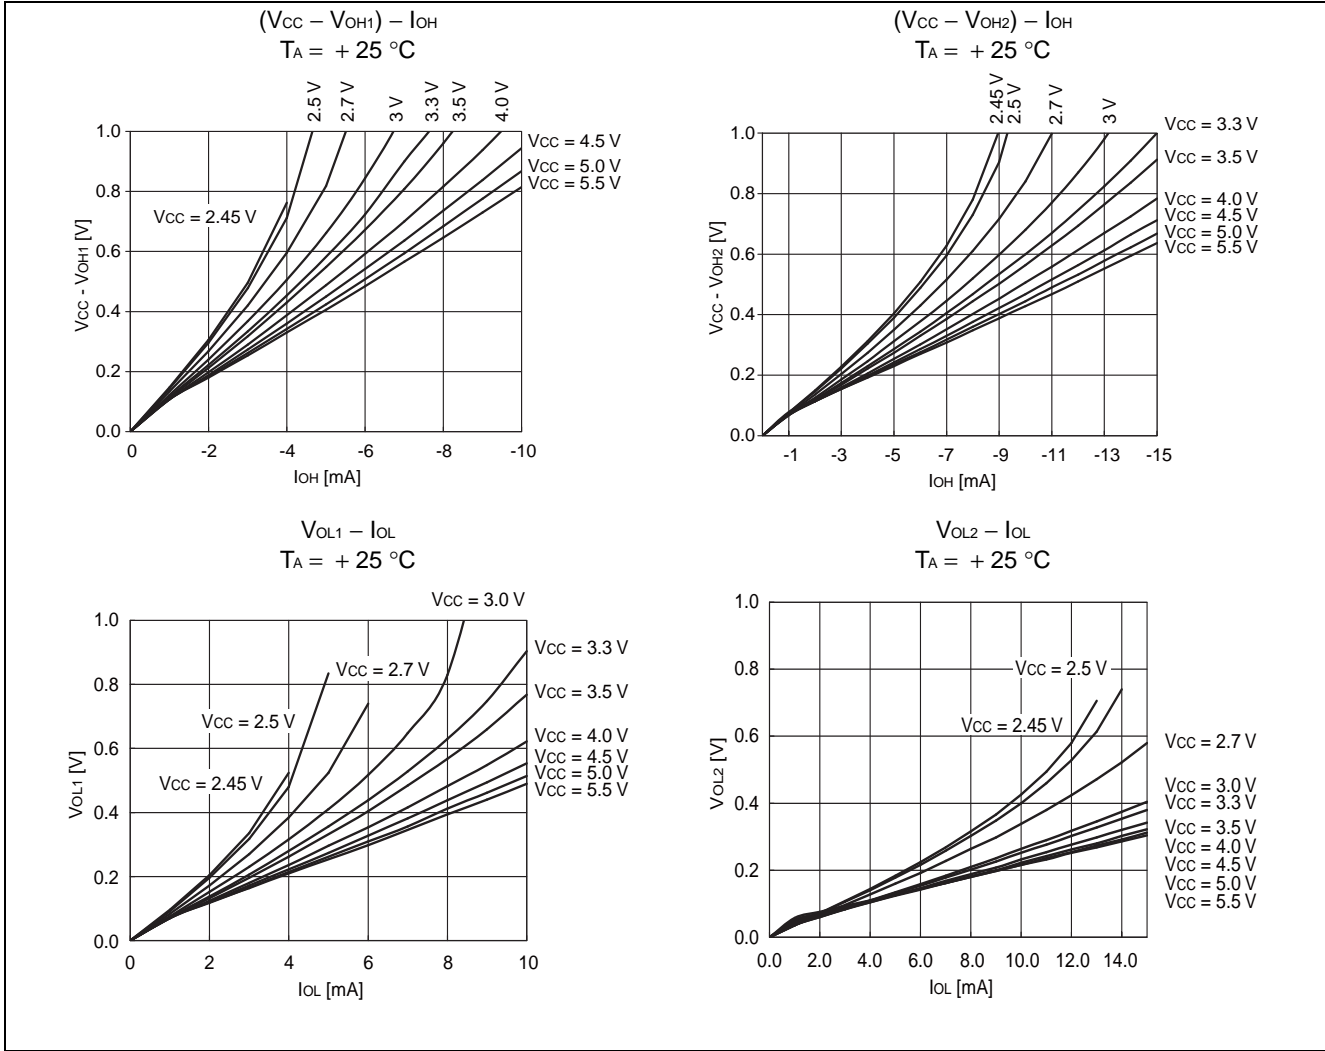 (VCC – VOH1) – IOH
TA = + 25 °C
2.5 V
2.7 V
3 V
3.3 V
3.5 V
4.0 V
1.0
0.8
0.6
0.4
0.2
0.0
VCC - VOH1 [V]
VCC = 2.45 V
VCC = 4.5 V
VCC = 5.0 V
VCC = 5.5 V
0 -2 -4 -6 -8 -10
IOH [mA]
(VCC – VOH2) – IOH
TA = + 25 °C
2.45 V
2.5 V
2.7 V
3 V
1.0
0.8
0.6
0.4
0.2
0.0
VCC - VOH2 [V]
VCC = 3.3 V
VCC = 3.5 V
VCC = 4.0 V
VCC = 4.5 V
VCC = 5.0 V
VCC = 5.5 V
-1 -3 -5 -7 -9 -11 -13 -15
IOH [mA]
VOL1 – IOL
TA = + 25 °C
VCC = 3.0 V
1.0
0.8
0.6
0.4
0.2
0.0
VOL1 [V]
VCC = 2.7 V
VCC = 2.5 V
VCC = 2.45 V
VCC = 3.3 V
VCC = 3.5 V
VCC = 4.0 V
VCC = 4.5 V
VCC = 5.0 V
VCC = 5.5 V
0 2 4 6 8 10
IOL [mA]
VOL2 – IOL
TA = + 25 °C
1.0
0.8
0.6
0.4
0.2
0.0
VOL2 [V]
VCC = 2.5 V
VCC = 2.45 V
VCC = 2.7 V
VCC = 3.0 V
VCC = 3.3 V
VCC = 3.5 V
VCC = 4.0 V
VCC = 4.5 V
VCC = 5.0 V
VCC = 5.5 V
0.0 2.0 4.0 6.0 8.0 10.0 12.0 14.0
IOL [mA]